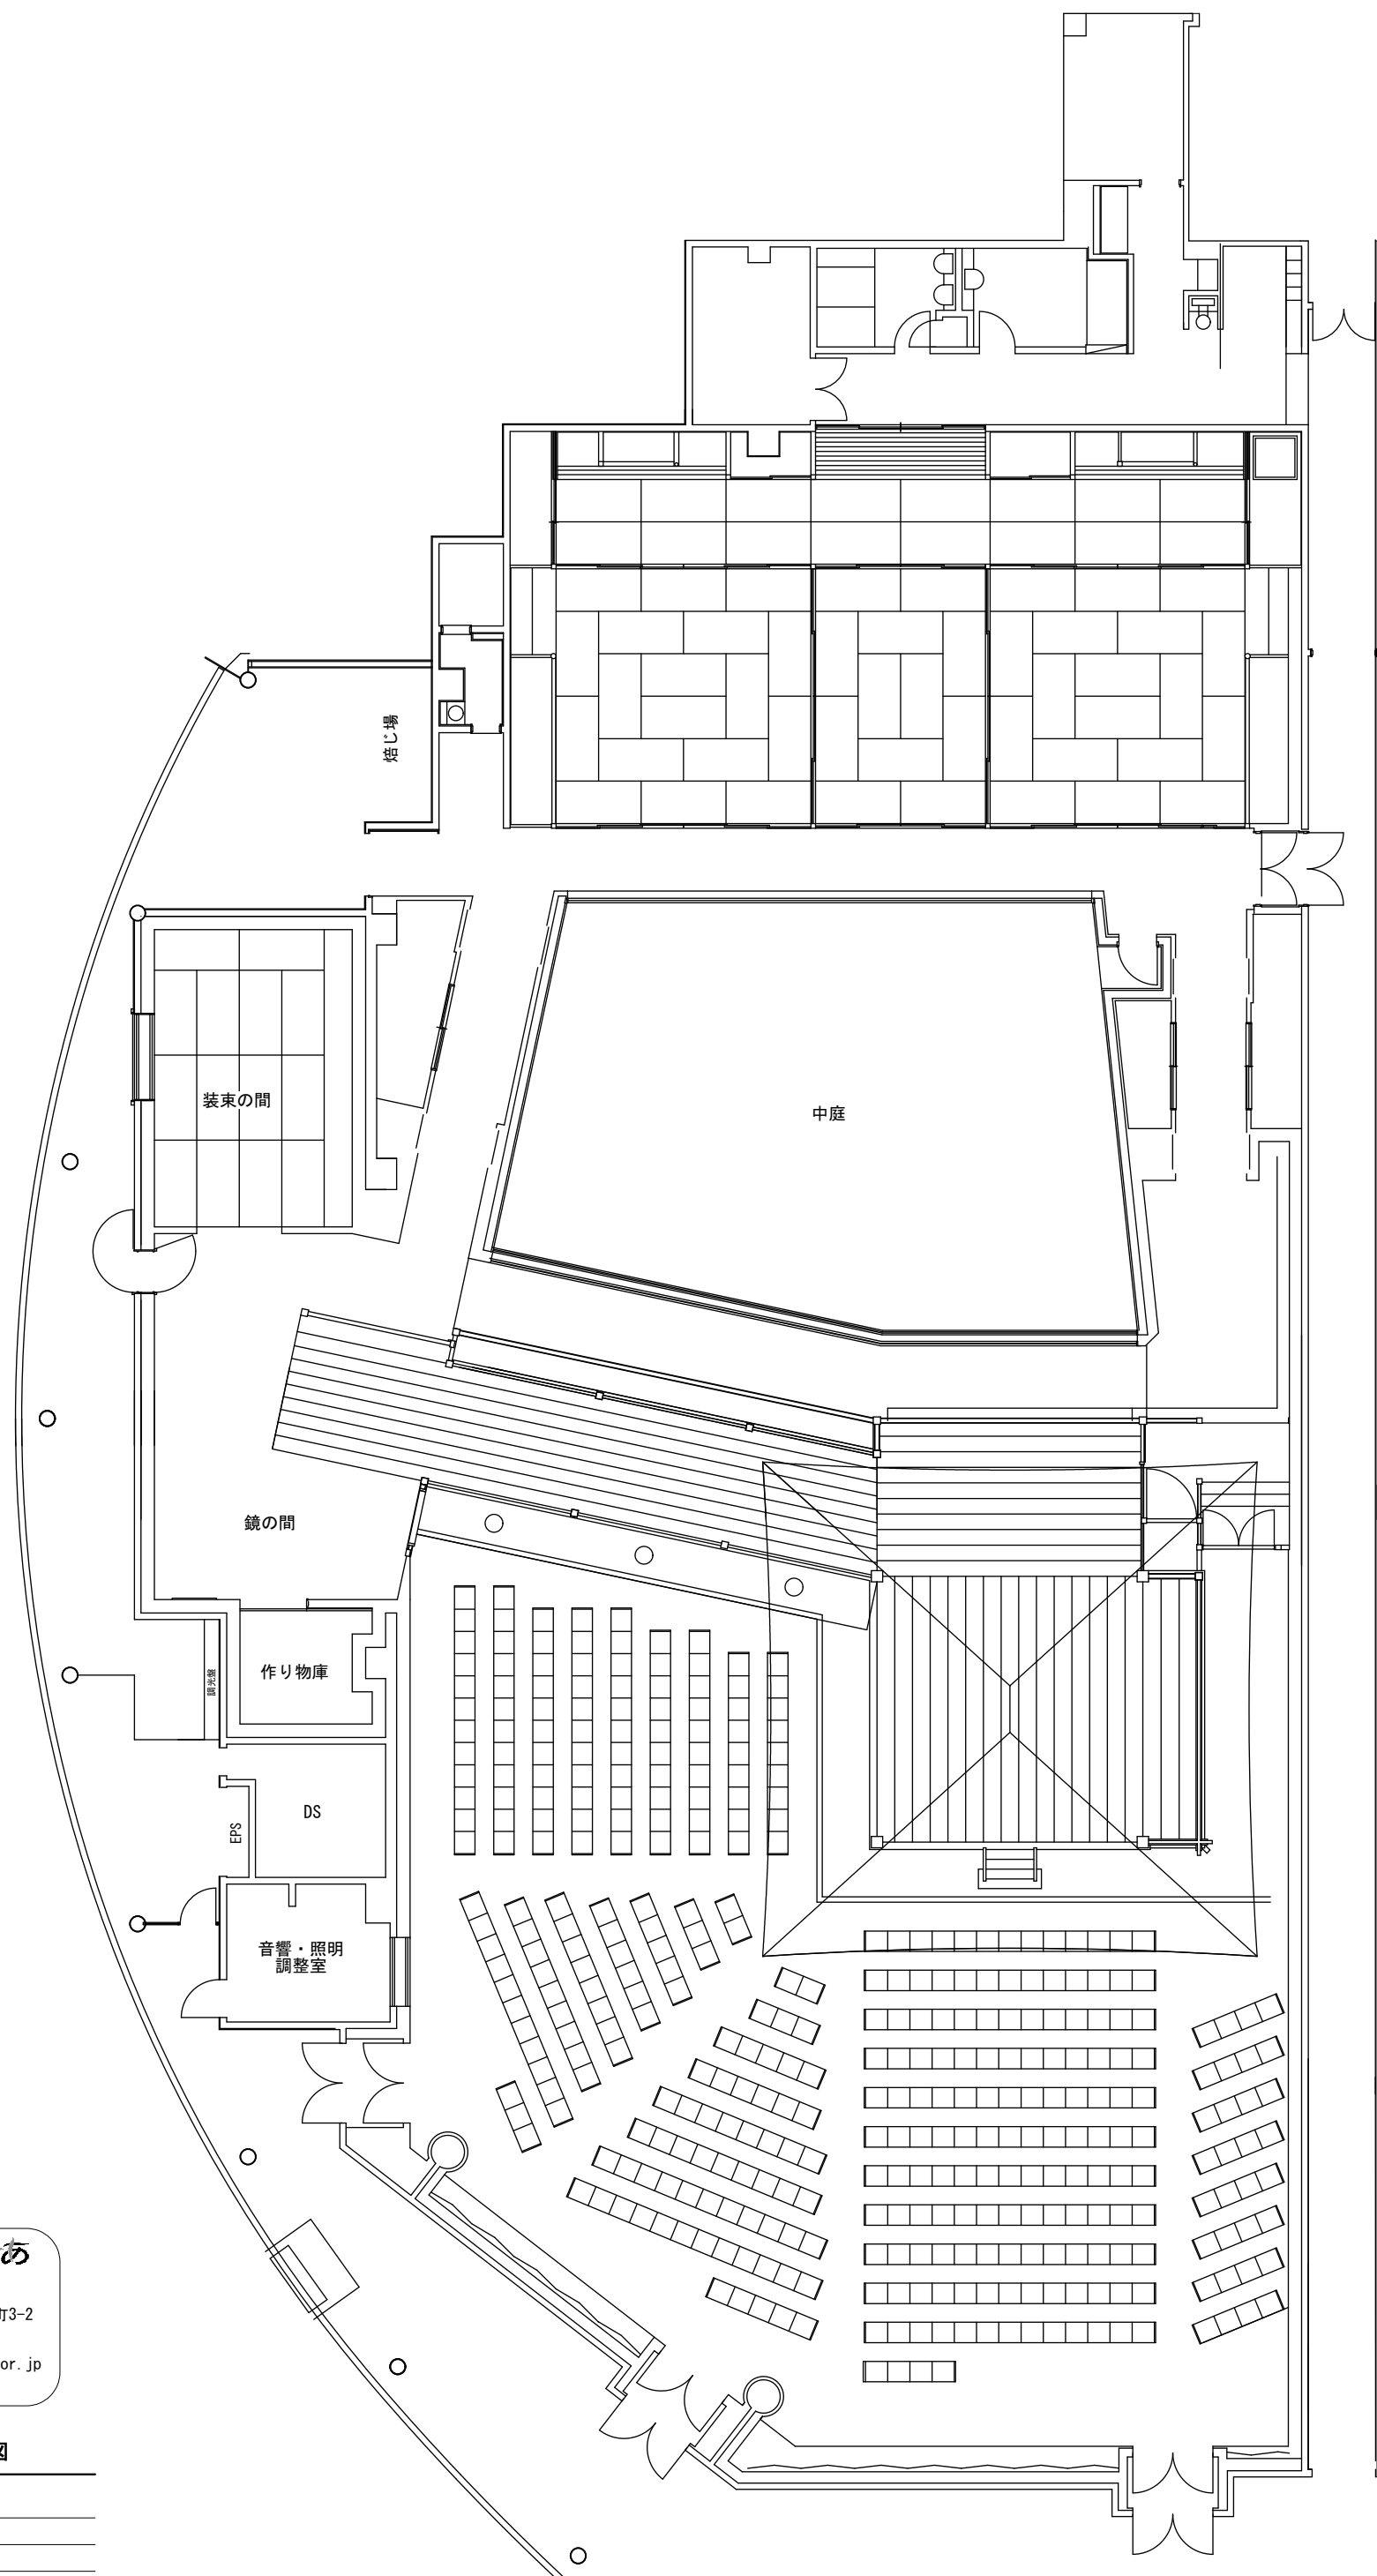 焙じ場
装束の間
中庭
鏡の間
作り物庫
調光盤
DS
EPS
音響・照明
調整室
あ
町3-2
or.jp
図